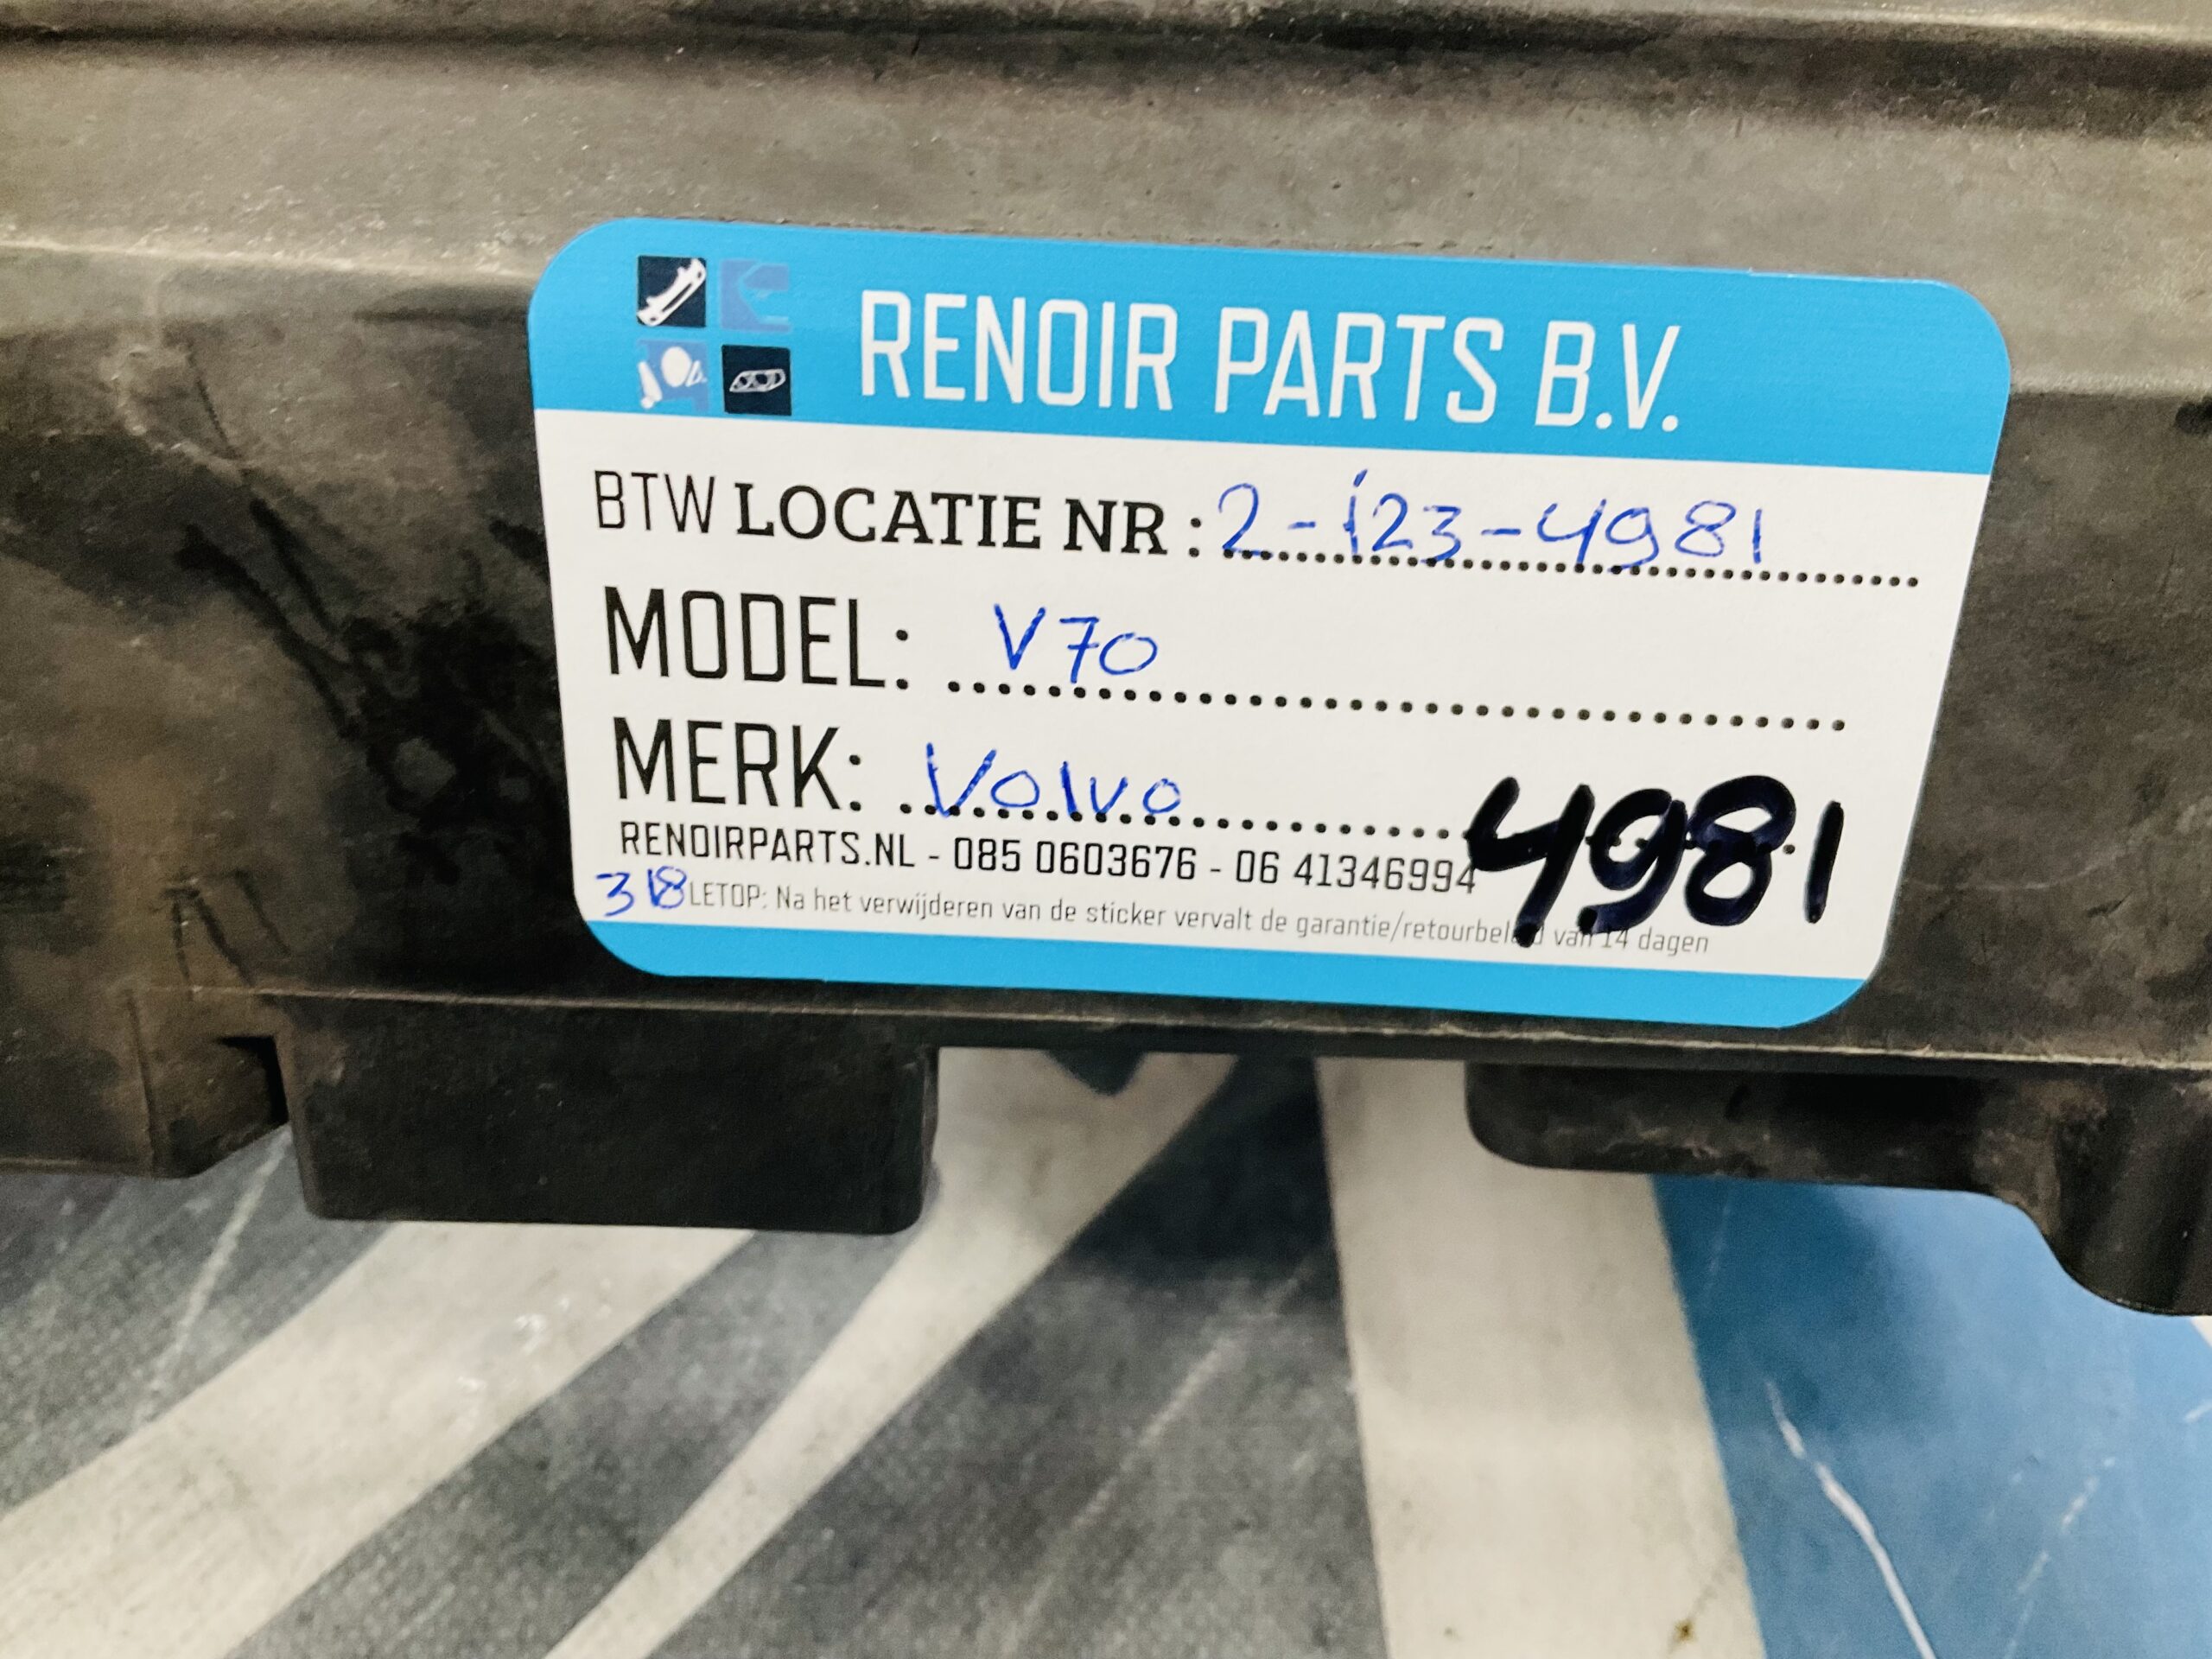 RENOIR PARTS B.V.
BTW LOCATIE NR : 2-i23-4981
MODEL: V70
MERK: Volvo
4981
RENOIRPARTS.NL - 085 0603676 - 06 41346994
318 LETOP: Na het verwijderen van de sticker vervalt de garantie/retourbeleid van 14 dagen